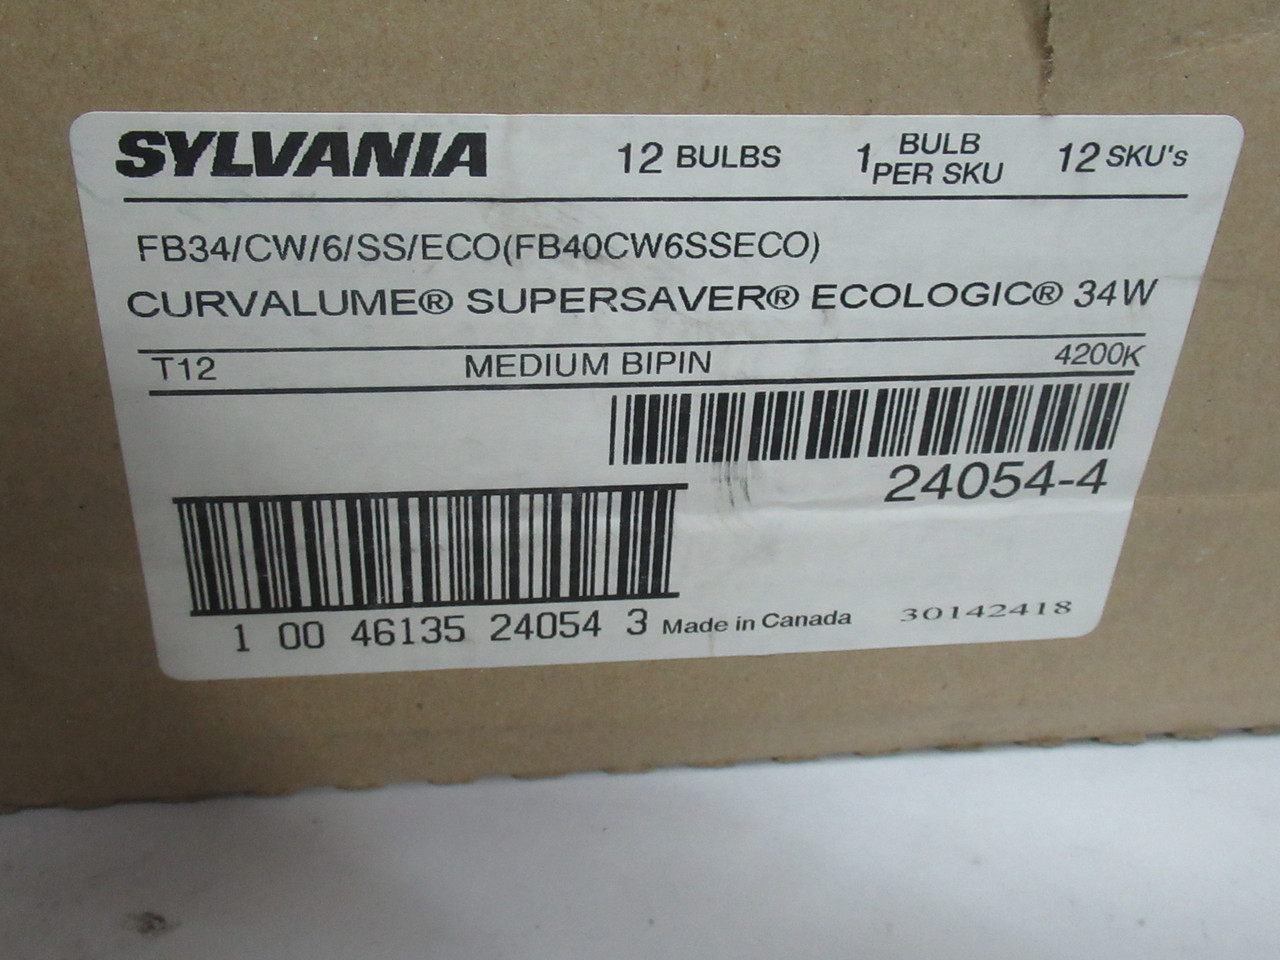 SYLVANIA 12 BULBS 1 BULB PER SKU 12 SKU's
FB34/CW/6/SS/ECO(FB40CW6SSECO)
CURVALUME® SUPERSAVER® ECOLOGIC® 34W
T12 MEDIUM BIPIN 4200K
24054-4
1 00 46135 24054 3 Made in Canada 30142418